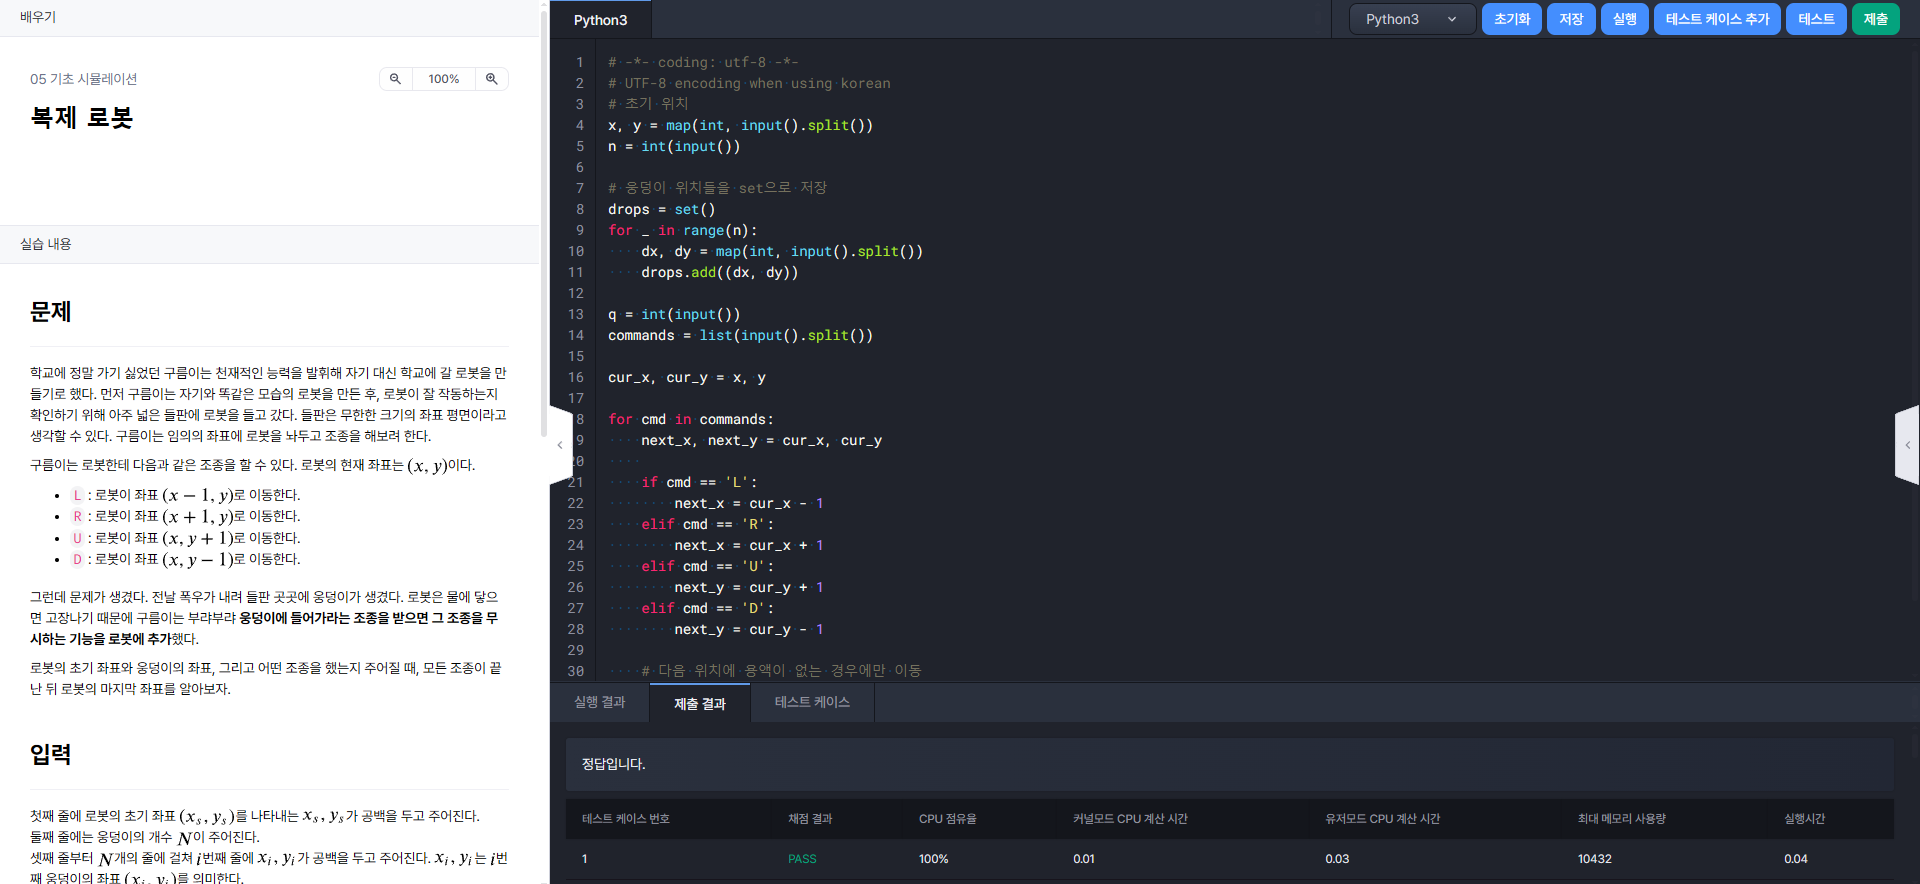 배우기
05 기초 시뮬레이션
100%
복제 로봇
실습 내용
문제
학교에 정말 가기 싫었던 구름이는 천재적인 능력을 발휘해 자기 대신 학교에 갈 로봇을 만
들기로 했다. 먼저 구름이는 자기와 똑같은 모습의 로봇을 만든 후, 로봇이 잘 작동하는지
확인하기 위해 아주 넓은 들판에 로봇을 들고 갔다. 들판은 무한한 크기의 좌표 평면이라고
생각할 수 있다. 구름이는 임의의 좌표에 로봇을 놔두고 조종을 해보려 한다.
구름이는 로봇한테 다음과 같은 조종을 할 수 있다. 로봇의 현재 좌표는 (x, y)이다.
• L : 로봇이 좌표 (x − 1, y)로 이동한다.
• R : 로봇이 좌표 (x + 1, y)로 이동한다.
• U : 로봇이 좌표 (x, y + 1)로 이동한다.
• D : 로봇이 좌표 (x, y − 1)로 이동한다.
그런데 문제가 생겼다. 전날 폭우가 내려 들판 곳곳에 웅덩이가 생겼다. 로봇은 물에 닿으
면 고장나기 때문에 구름이는 부랴부랴 웅덩이에 들어가라는 조종을 받으면 그 조종을 무
시하는 기능을 로봇에 추가했다.
로봇의 초기 좌표와 웅덩이의 좌표, 그리고 어떤 조종을 했는지 주어질 때, 모든 조종이 끝
난 뒤 로봇의 마지막 좌표를 알아보자.
입력
첫째 줄에 로봇의 초기 좌표 (xₛ, yₛ)를 나타내는 xₛ, yₛ가 공백을 두고 주어진다.
둘째 줄에는 웅덩이의 개수 N이 주어진다.
셋째 줄부터 N개의 줄에 걸쳐 i번째 줄에 xᵢ, yᵢ가 공백을 두고 주어진다. xᵢ, yᵢ는 i번
째 웅덩이의 좌표 (xᵢ, yᵢ)를 의미한다.
Python3
Python3 초기화 저장 실행 테스트 케이스 추가 테스트 제출
1 # -*- coding: utf-8 -*-
2 # UTF-8 encoding when using korean
3 # 초기 위치
4 x, y = map(int, input().split())
5 n = int(input())
6
7 # 웅덩이 위치들을 set으로 저장
8 drops = set()
9 for _ in range(n):
10     dx, dy = map(int, input().split())
11     drops.add((dx, dy))
12
13 q = int(input())
14 commands = list(input().split())
15
16 cur_x, cur_y = x, y
17
8 for cmd in commands:
9     next_x, next_y = cur_x, cur_y
20
21     if cmd == 'L':
22         next_x = cur_x - 1
23     elif cmd == 'R':
24         next_x = cur_x + 1
25     elif cmd == 'U':
26         next_y = cur_y + 1
27     elif cmd == 'D':
28         next_y = cur_y - 1
29
30     # 다음 위치에 용액이 없는 경우에만 이동
실행 결과 제출 결과 테스트 케이스
정답입니다.
테스트 케이스 번호 채점 결과 CPU 점유율 커널모드 CPU 계산 시간 유저모드 CPU 계산 시간 최대 메모리 사용량 실행시간
1 PASS 100% 0.01 0.03 10432 0.04